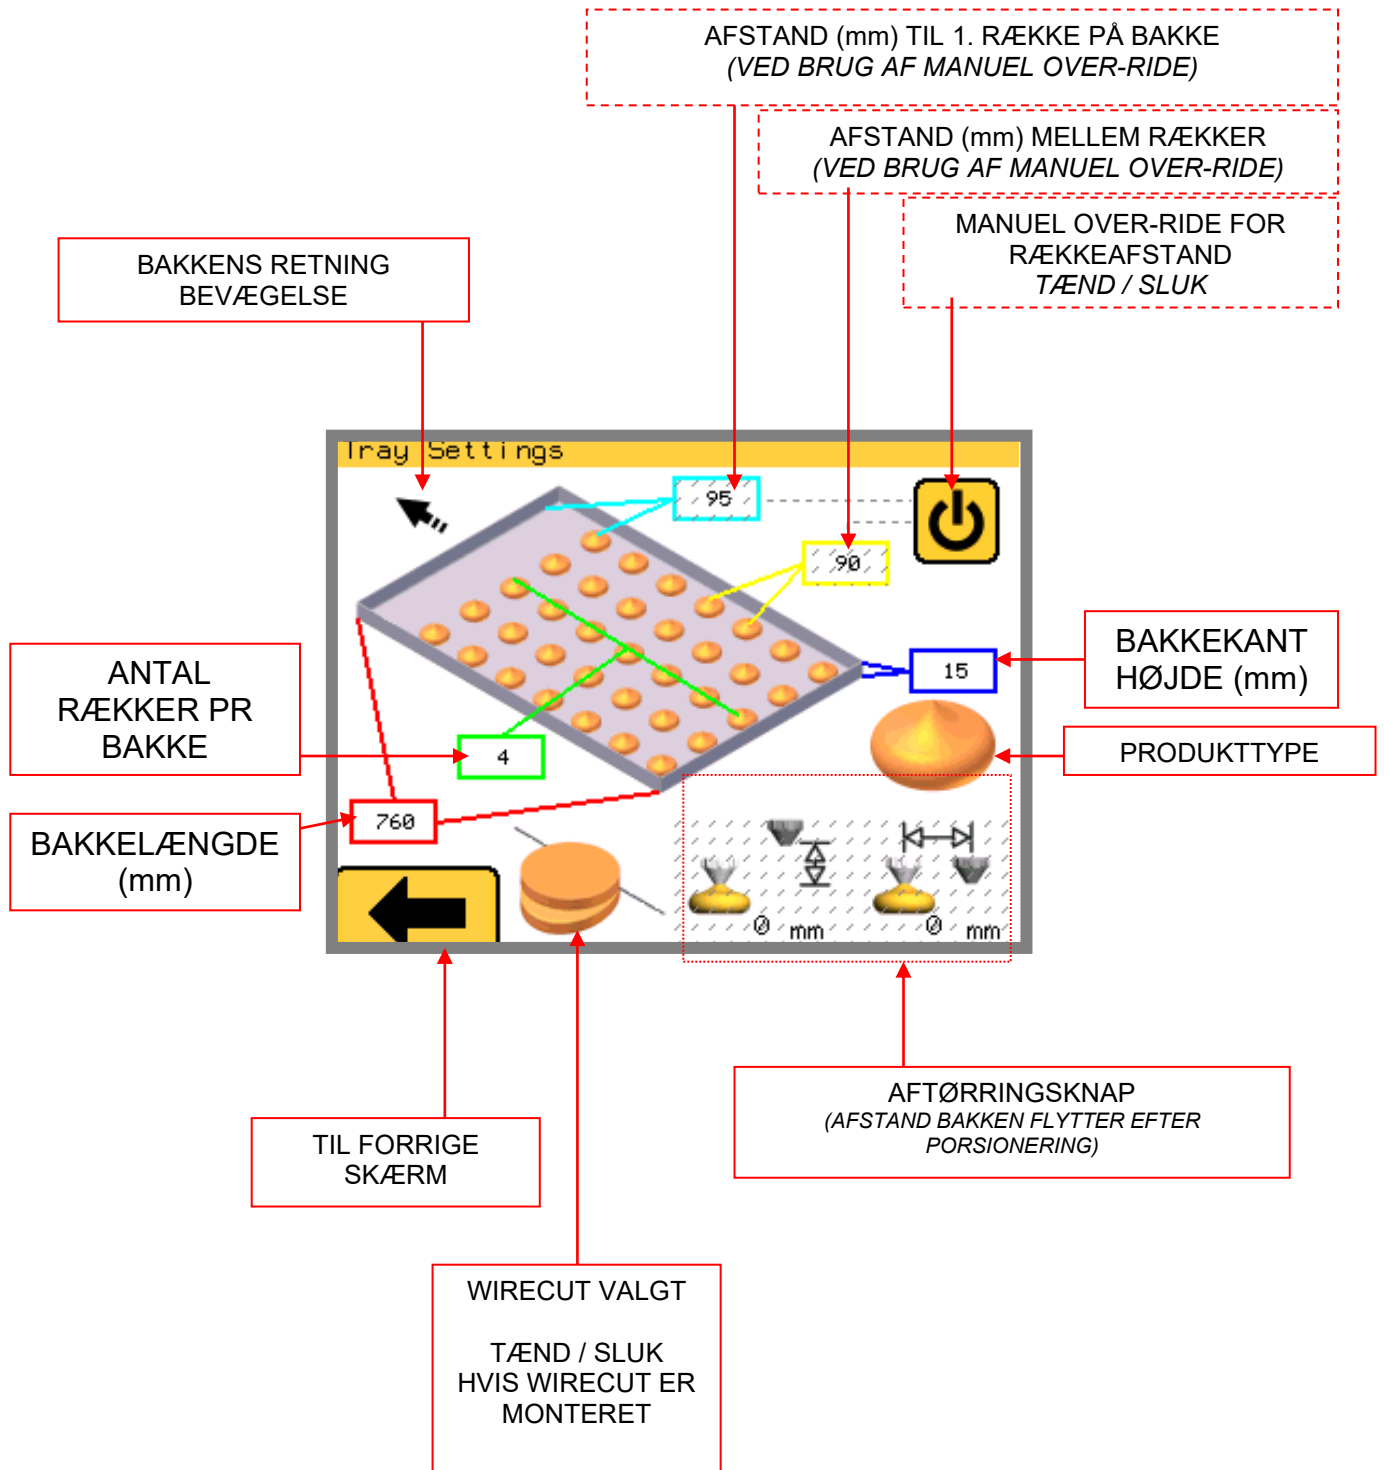 AFSTAND (mm) TIL 1. RÆKKE PÅ BAKKE
(VED BRUG AF MANUEL OVER-RIDE)
AFSTAND (mm) MELLEM RÆKKER
(VED BRUG AF MANUEL OVER-RIDE)
MANUEL OVER-RIDE FOR
RÆKKEAFSTAND
TÆND / SLUK
BAKKENS RETNING
BEVÆGELSE
Tray Settings
95
90
15
4
760
0 mm
0 mm
ANTAL
RÆKKER PR
BAKKE
BAKKEKANT
HØJDE (mm)
PRODUKTTYPE
BAKKELÆNGDE
(mm)
AFTØRRINGSKNAP
(AFSTAND BAKKEN FLYTTER EFTER
PORSIONERING)
TIL FORRIGE
SKÆRM
WIRECUT VALGT
TÆND / SLUK
HVIS WIRECUT ER
MONTERET